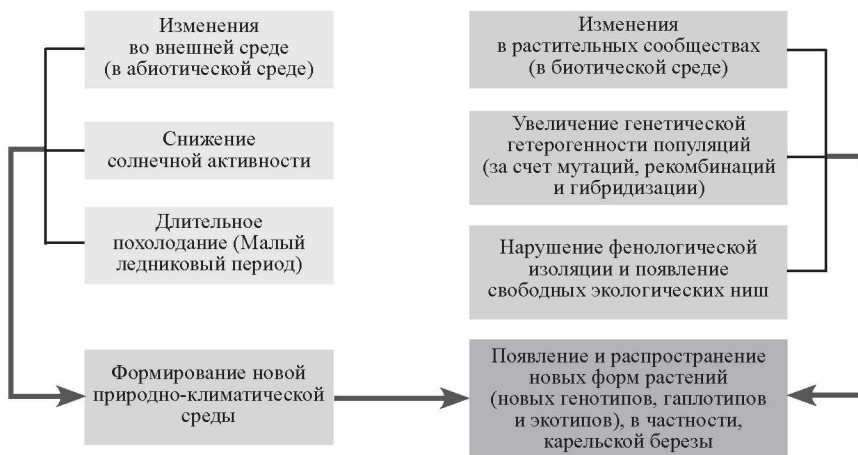 Изменения
во внешней среде
(в абиотической среде)
Снижение
солнечной активности
Длительное
похолодание (Малый
ледниковый период)
Формирование новой
природно-климатической
среды
Изменения
в растительных сообществах
(в биотической среде)
Увеличение генетической
гетерогенности популяций
(за счет мутаций, рекомбинаций
и гибридизации)
Нарушение фенологической
изоляции и появление
свободных экологических ниш
Появление и распространение
новых форм растений
(новых генотипов, гаплотипов
и экотипов), в частности,
карельской березы